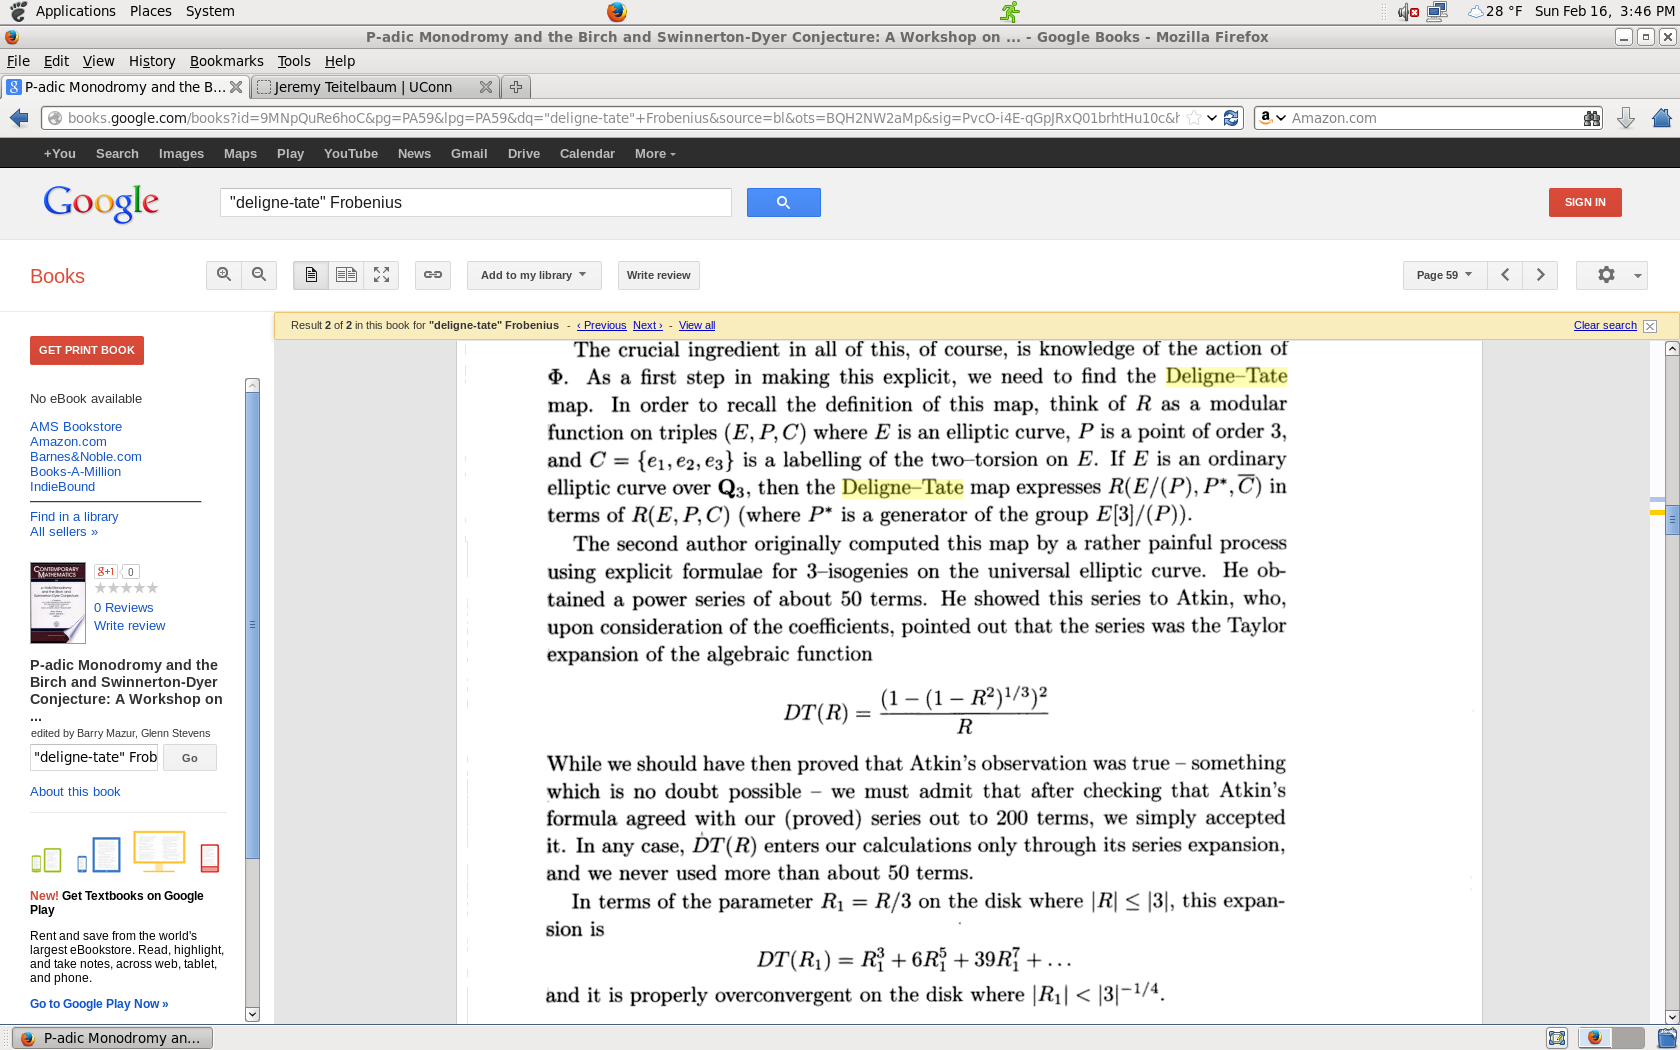 Applications Places System 28 °F Sun Feb 16, 3:46 PM
P-adic Monodromy and the Birch and Swinnerton-Dyer Conjecture: A Workshop on ... - Google Books - Mozilla Firefox
File Edit View History Bookmarks Tools Help
P-adic Monodromy and the B... Jeremy Teitelbaum | UConn
books.google.com/books?id=9MNpQuRe6hoC&pg=PA59&lpg=PA59&dq="deligne-tate"+Frobenius&source=bl&ots=BQH2NW2aMp&sig=PvcO-i4E-qGpJRxQ01brhtHu10c&h Amazon.com
+You Search Images Maps Play YouTube News Gmail Drive Calendar More
Google "deligne-tate" Frobenius SIGN IN
Books Add to my library Write review Page 59
Result 2 of 2 in this book for "deligne-tate" Frobenius - ‹ Previous Next › - View all Clear search
GET PRINT BOOK
No eBook available
AMS Bookstore
Amazon.com
Barnes&Noble.com
Books-A-Million
IndieBound
Find in a library
All sellers »
CONTEMPORARY MATHEMATICS
g+1 0
0 Reviews
Write review
P-adic Monodromy and the
Birch and Swinnerton-Dyer
Conjecture: A Workshop on
...
edited by Barry Mazur, Glenn Stevens
"deligne-tate" Frob Go
About this book
New! Get Textbooks on Google
Play
Rent and save from the world's
largest eBookstore. Read, highlight,
and take notes, across web, tablet,
and phone.
Go to Google Play Now »
The crucial ingredient in all of this, of course, is knowledge of the action of
Φ. As a first step in making this explicit, we need to find the Deligne–Tate
map. In order to recall the definition of this map, think of R as a modular
function on triples (E, P, C) where E is an elliptic curve, P is a point of order 3,
and C = {e₁, e₂, e₃} is a labelling of the two–torsion on E. If E is an ordinary
elliptic curve over Q₃, then the Deligne–Tate map expresses R(E/(P), P*, C̅) in
terms of R(E, P, C) (where P* is a generator of the group E[3]/(P)).
The second author originally computed this map by a rather painful process
using explicit formulae for 3–isogenies on the universal elliptic curve. He ob-
tained a power series of about 50 terms. He showed this series to Atkin, who,
upon consideration of the coefficients, pointed out that the series was the Taylor
expansion of the algebraic function
DT(R) = (1 − (1 − R²)^{1/3})² / R
While we should have then proved that Atkin's observation was true – something
which is no doubt possible – we must admit that after checking that Atkin's
formula agreed with our (proved) series out to 200 terms, we simply accepted
it. In any case, DT(R) enters our calculations only through its series expansion,
and we never used more than about 50 terms.
In terms of the parameter R₁ = R/3 on the disk where |R| ≤ |3|, this expan-
sion is
DT(R₁) = R₁³ + 6R₁⁵ + 39R₁⁷ + ...
and it is properly overconvergent on the disk where |R₁| < |3|^{−1/4}.
P-adic Monodromy an...